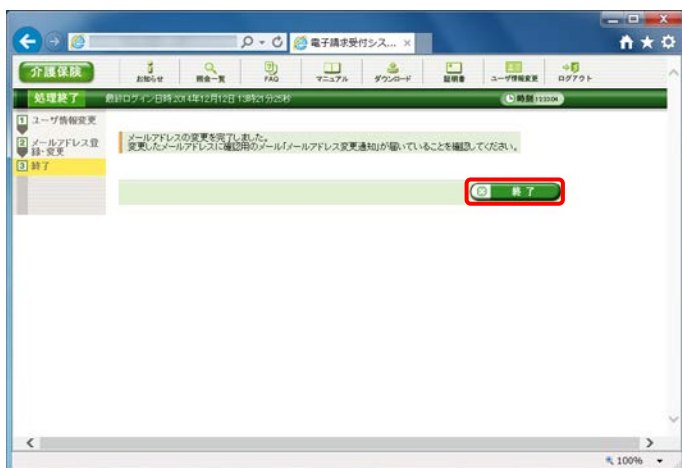 電子請求受付シス... ×
介護保険
お知らせ 照会一覧 FAQ マニュアル ダウンロード 証明書 ユーザ情報変更 ログアウト
処理終了 最終ログイン日時 2014年12月12日 13時21分25秒 時刻
1 ユーザ情報変更
2 メールアドレス登
録・変更
3 終了
メールアドレスの変更を完了しました。
変更したメールアドレスに確認用のメール「メールアドレス変更通知」が届いていることを確認してください。
終了
100%